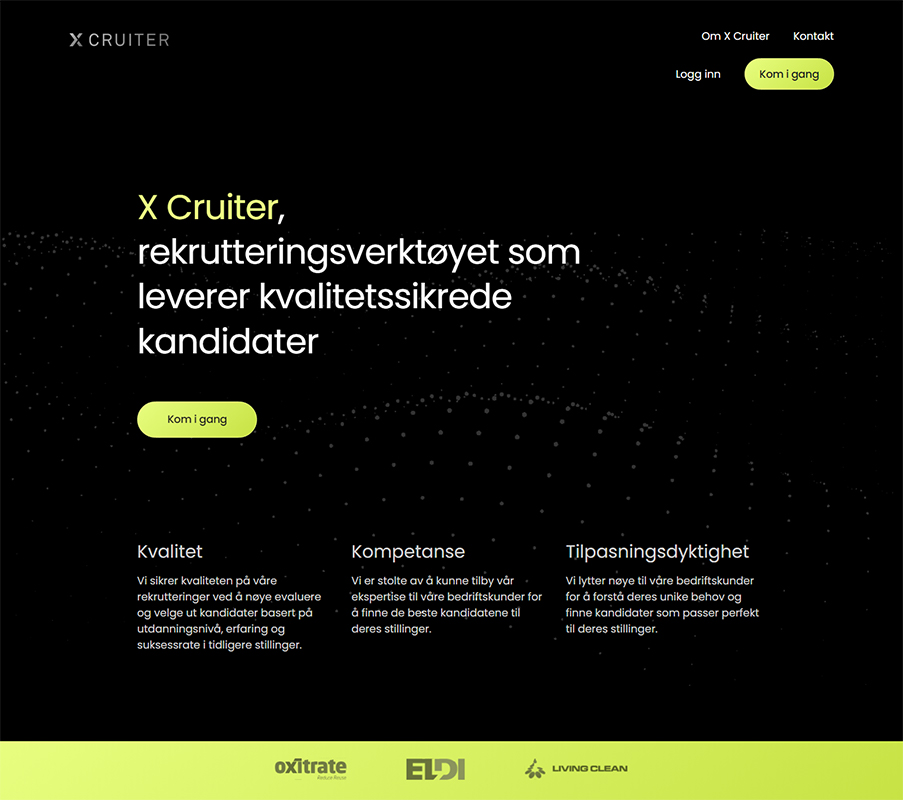 X CRUITER
Om X Cruiter
Kontakt
Logg inn
Kom i gang
X Cruiter,
rekrutteringsverktøyet som
leverer kvalitetssikrede
kandidater
Kom i gang
Kvalitet
Vi sikrer kvaliteten på våre
rekrutteringer ved å nøye evaluere
og velge ut kandidater basert på
utdanningsnivå, erfaring og
suksessrate i tidligere stillinger.
Kompetanse
Vi er stolte av å kunne tilby vår
ekspertise til våre bedriftskunder for
å finne de beste kandidatene til
deres stillinger.
Tilpasningsdyktighet
Vi lytter nøye til våre bedriftskunder
for å forstå deres unike behov og
finne kandidater som passer perfekt
til deres stillinger.
oxitrate
ELDI
LIVING CLEAN